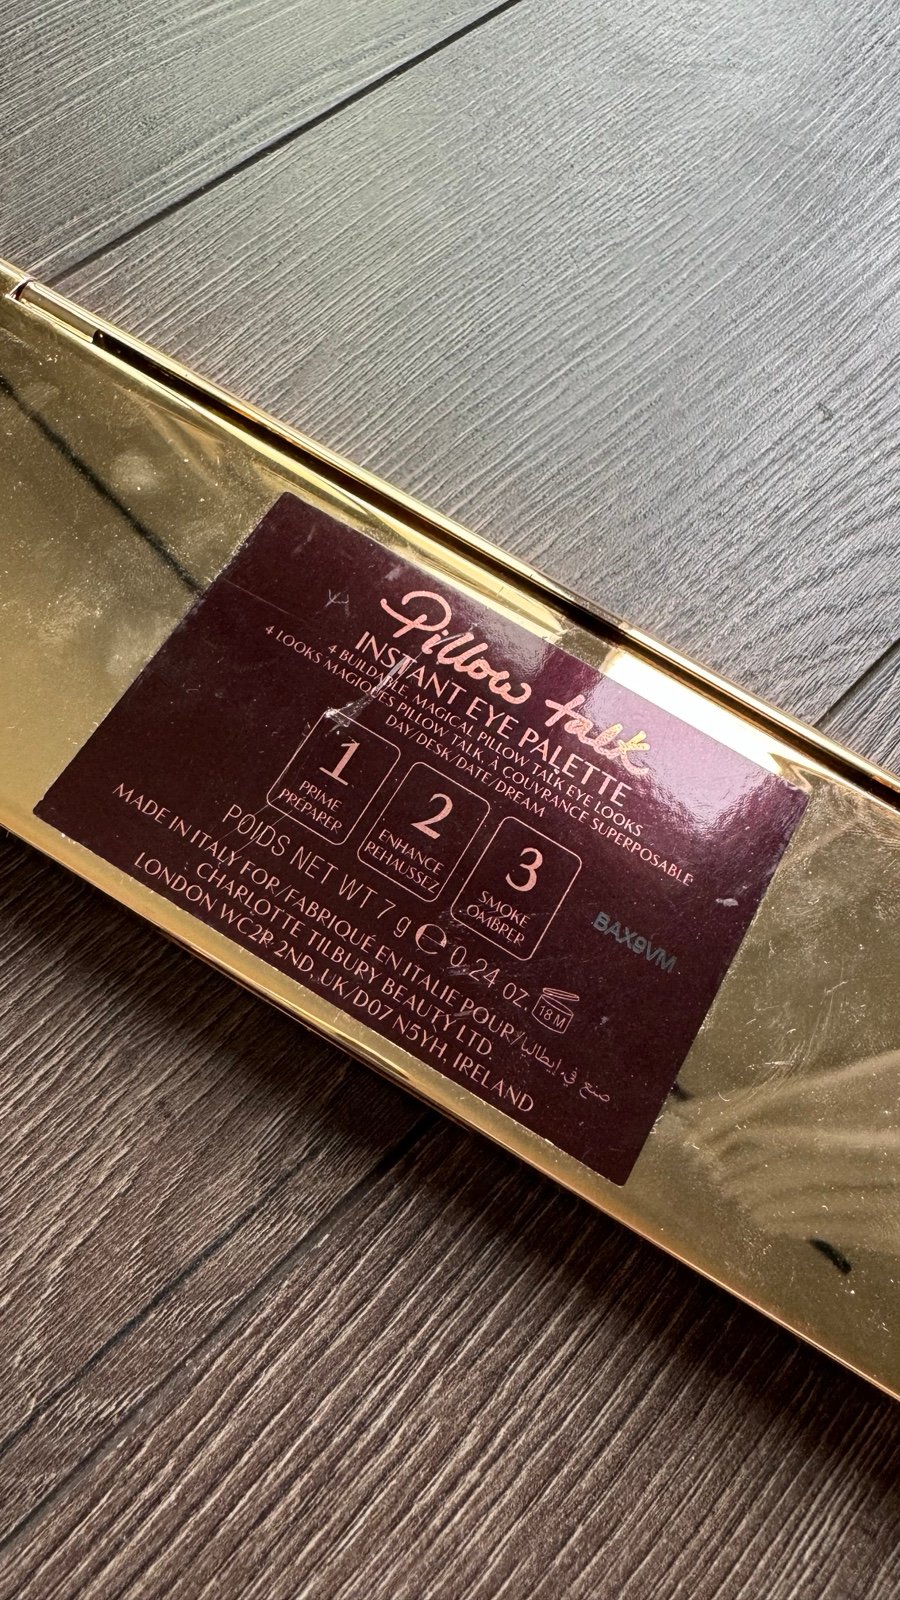 Pillow talk
INSTANT EYE PALETTE
4 BUILDABLE, MAGICAL PILLOW TALK EYE LOOKS
4 LOOKS MAGIQUES PILLOW TALK, À COUVRANCE SUPERPOSABLE
DAY/DESK/DATE/DREAM
1
PRIME
PRÉPARER
2
ENHANCE
REHAUSSEZ
3
SMOKE
OMBRER
BAX9VM
POIDS NET WT 7 g ℮ 0.24 OZ.
18 M
MADE IN ITALY FOR/FABRIQUÉ EN ITALIE POUR/صنع في إيطاليا
CHARLOTTE TILBURY BEAUTY LTD.
LONDON WC2R 2ND, UK/D07 N5YH, IRELAND